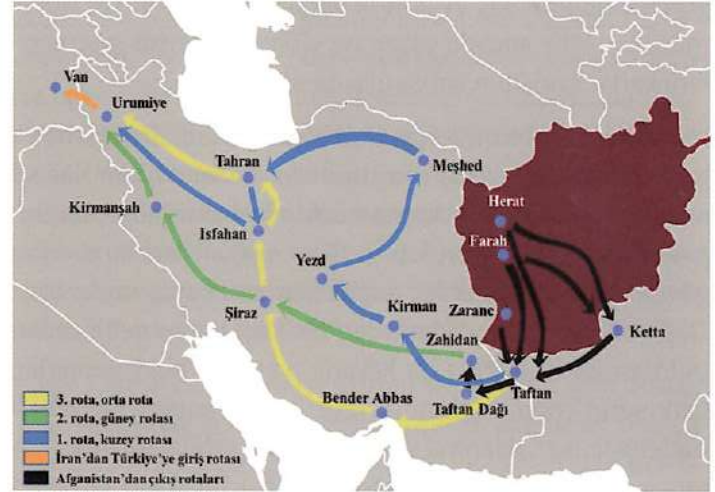 Van
Urumiye
Tahran
Meşhed
Herat
Farah
Kirmanşah
Isfahan
Yezd
Şiraz
Kirman
Zarane
Ketta
Zahidan
Taftan
Bender Abbas
Taftan Dağı
3. rota, orta rota
2. rota, güney rotası
1. rota, kuzey rotası
İran'dan Türkiye'ye giriş rotası
Afganistan'dan çıkış rotaları